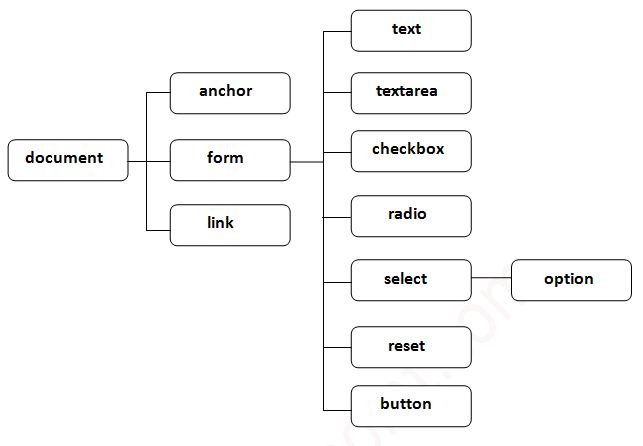 text
anchor
textarea
checkbox
document
form
radio
link
select
option
reset
button